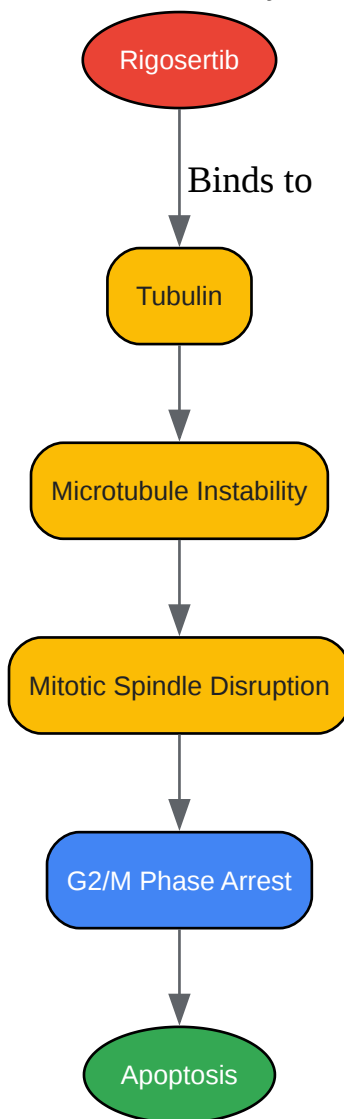 Rigosertib
Binds to
Tubulin
Microtubule Instability
Mitotic Spindle Disruption
G2/M Phase Arrest
Apoptosis